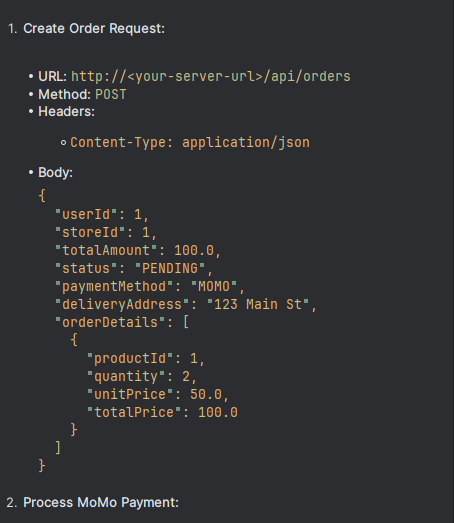 1. Create Order Request:
• URL: http://<your-server-url>/api/orders
• Method: POST
• Headers:
◦ Content-Type: application/json
• Body:
{
"userId": 1,
"storeId": 1,
"totalAmount": 100.0,
"status": "PENDING",
"paymentMethod": "MOMO",
"deliveryAddress": "123 Main St",
"orderDetails": [
{
"productId": 1,
"quantity": 2,
"unitPrice": 50.0,
"totalPrice": 100.0
}
]
}
2. Process MoMo Payment: